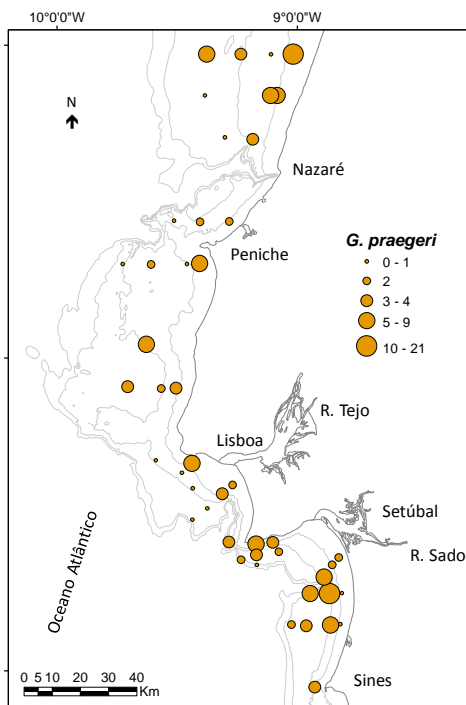 10°0'0"W 9°0'0"W
N
Nazaré
Peniche
G. praegeri
0 - 1
2
3 - 4
5 - 9
10 - 21
R. Tejo
Lisboa
Setúbal
R. Sado
Oceano Atlântico
Sines
0 5 10 20 30 40
Km